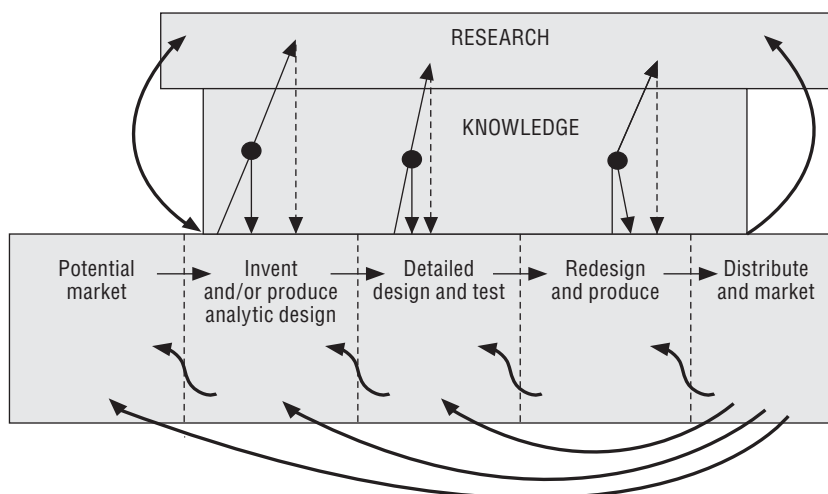 RESEARCH
KNOWLEDGE
Potential
market
Invent
and/or produce
analytic design
Detailed
design and test
Redesign
and produce
Distribute
and market